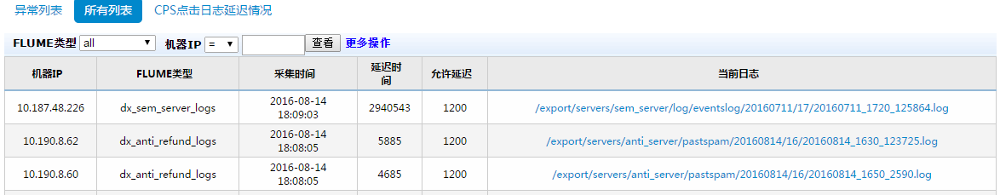 异常列表 所有列表 CPS点击日志延迟情况
FLUME类型 all 机器IP = 查看 更多操作
机器IP FLUME类型 采集时间 延迟时间 允许延迟 当前日志
10.187.48.226 dx_sem_server_logs 2016-08-14 18:09:03 2940543 1200 /export/servers/sem_server/log/eventslog/20160711/17/20160711_1720_125864.log
10.190.8.62 dx_anti_refund_logs 2016-08-14 18:08:05 5885 1200 /export/servers/anti_server/pastspam/20160814/16/20160814_1630_123725.log
10.190.8.60 dx_anti_refund_logs 2016-08-14 18:08:05 4685 1200 /export/servers/anti_server/pastspam/20160814/16/20160814_1650_2590.log